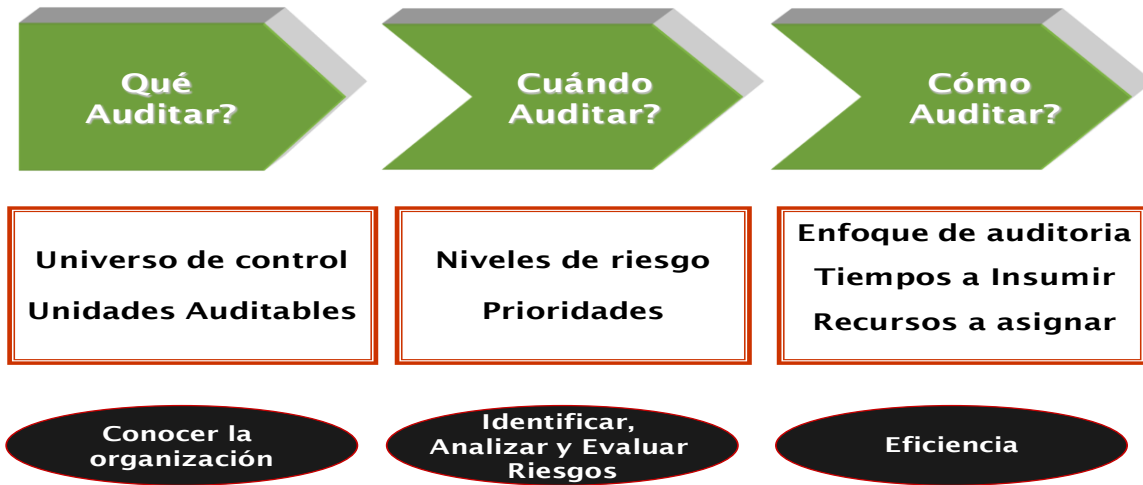 Qué
Auditar?
Cuándo
Auditar?
Cómo
Auditar?
Universo de control
Unidades Auditables
Niveles de riesgo
Prioridades
Enfoque de auditoria
Tiempos a Insumir
Recursos a asignar
Conocer la
organización
Identificar,
Analizar y Evaluar
Riesgos
Eficiencia